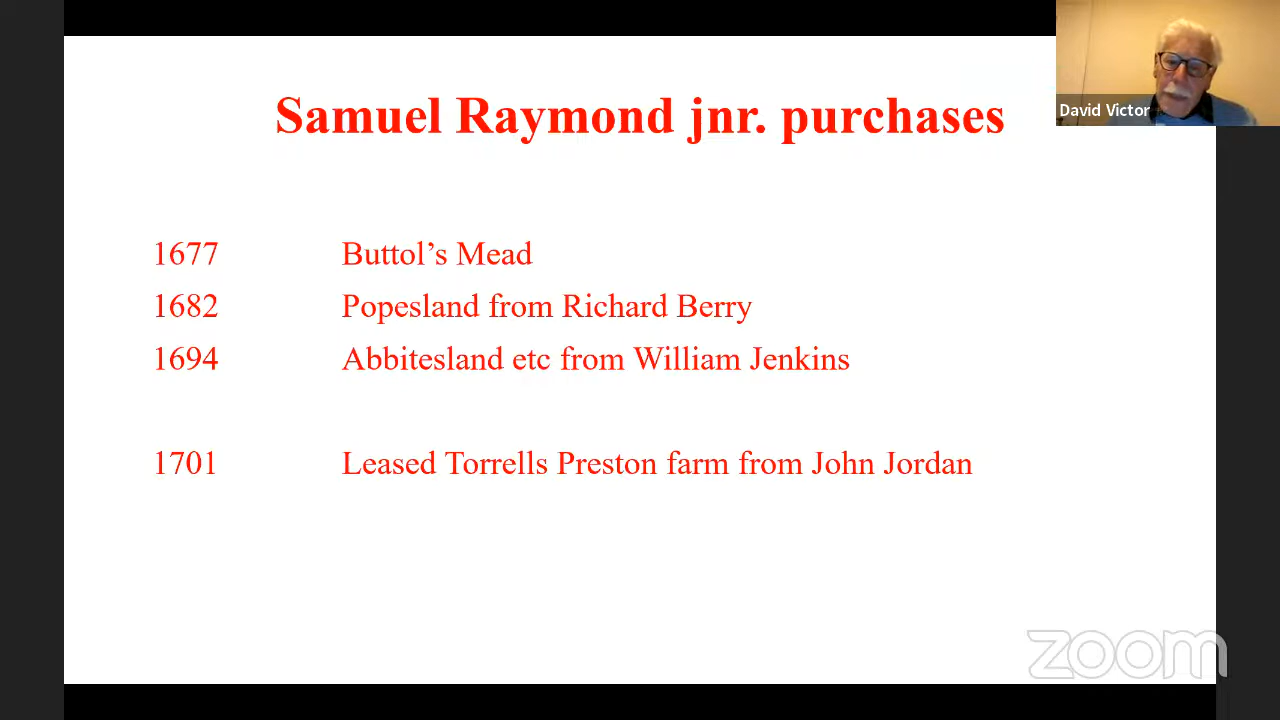 Samuel Raymond jnr. purchases
David Victor
1677 Buttol’s Mead
1682 Popesland from Richard Berry
1694 Abbitesland etc from William Jenkins
1701 Leased Torrells Preston farm from John Jordan
zoom